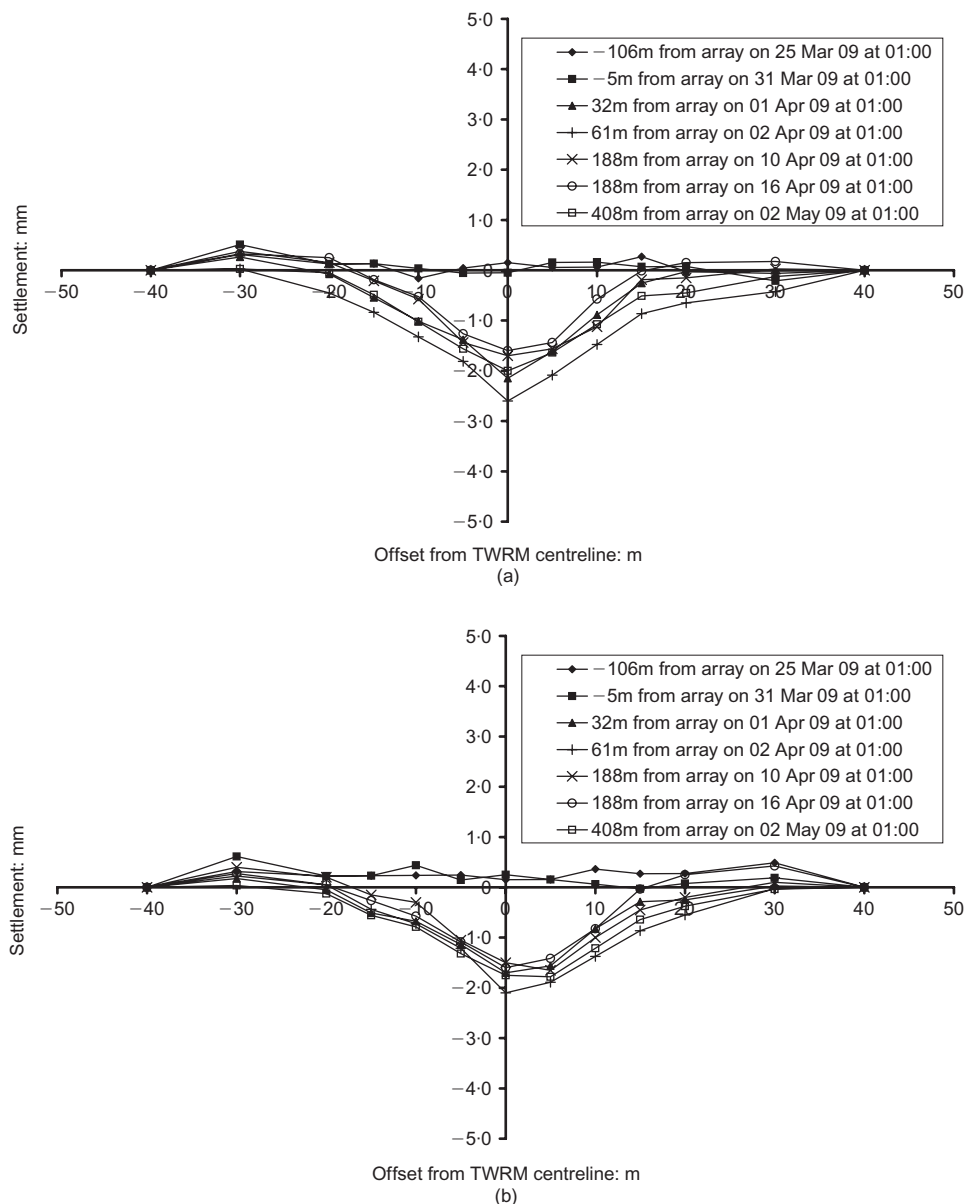 5·0
4·0
3·0
2·0
1·0
0
−1·0
−2·0
−3·0
−4·0
−5·0
−50 −40 −30 −20 −10 0 10 20 30 40 50
Settlement: mm
−106m from array on 25 Mar 09 at 01:00
−5m from array on 31 Mar 09 at 01:00
32m from array on 01 Apr 09 at 01:00
61m from array on 02 Apr 09 at 01:00
188m from array on 10 Apr 09 at 01:00
188m from array on 16 Apr 09 at 01:00
408m from array on 02 May 09 at 01:00
Offset from TWRM centreline: m
(a)
5·0
4·0
3·0
2·0
1·0
0
−1·0
−2·0
−3·0
−4·0
−5·0
−50 −40 −30 −20 −10 0 10 20 30 40 50
Settlement: mm
−106m from array on 25 Mar 09 at 01:00
−5m from array on 31 Mar 09 at 01:00
32m from array on 01 Apr 09 at 01:00
61m from array on 02 Apr 09 at 01:00
188m from array on 10 Apr 09 at 01:00
188m from array on 16 Apr 09 at 01:00
408m from array on 02 May 09 at 01:00
Offset from TWRM centreline: m
(b)